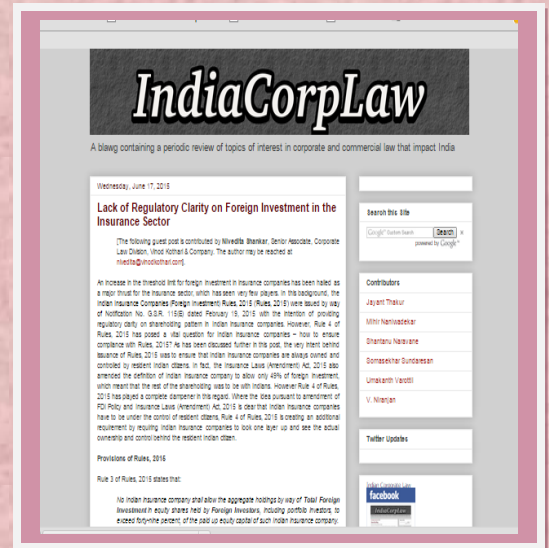 IndiaCorpLaw
A blawg containing a periodic review of topics of interest in corporate and commercial law that impact India
Wednesday, June 17, 2015
Lack of Regulatory Clarity on Foreign Investment in the
Insurance Sector
[The following guest post is contributed by Nivedita Shankar, Senior Associate, Corporate
Law Division, Vinod Kothari & Company. The author may be reached at
nivedita@vinodkothari.com].
An increase in the threshold limit for foreign investment in insurance companies has been hailed as
a major thrust for the insurance sector, which has seen very few players. In this background, the
Indian Insurance Companies (Foreign Investment) Rules, 2015 (Rules, 2015) were issued by way
of Notification No. G.S.R. 115(E) dated February 19, 2015 with the intention of providing
regulatory clarity on shareholding pattern in Indian insurance companies. However, Rule 4 of
Rules, 2015 has posed a vital question for Indian insurance companies – how to ensure
compliance with Rules, 2015? As has been discussed further in this post, the very intent behind
issuance of Rules, 2015 was to ensure that Indian insurance companies are always owned and
controlled by resident Indian citizens. In fact, the Insurance Laws (Amendment) Act, 2015 also
amended the definition of Indian insurance company to allow only 49% of foreign investment,
which meant that the rest of the shareholding was to be with Indians. However Rule 4 of Rules,
2015 has played a complete dampener in this regard. Where the idea pursuant to amendment of
FDI Policy and Insurance Laws (Amendment) Act, 2015 is clear that Indian insurance companies
have to be under the control of resident citizens, Rule 4 of Rules, 2015 is creating an additional
requirement by requiring Indian insurance companies to look one layer up and see the actual
ownership and control behind the resident Indian citizen.
Provisions of Rules, 2015
Rule 3 of Rules, 2015 states that:
No Indian insurance company shall allow the aggregate holdings by way of Total Foreign
Investment in equity shares held by Foreign Investors, including portfolio investors, to
exceed forty-nine percent, of the paid up equity capital of such Indian insurance company.
Search this Site
Google™ Custom Search
Search
×
powered by Google™
Contributors
Jayant Thakur
Mihir Naniwadekar
Shantanu Naravane
Somasekhar Sundaresan
Umakanth Varottil
V. Niranjan
Twitter Updates
Indian Corporate Law
facebook
IndiaCorpLaw